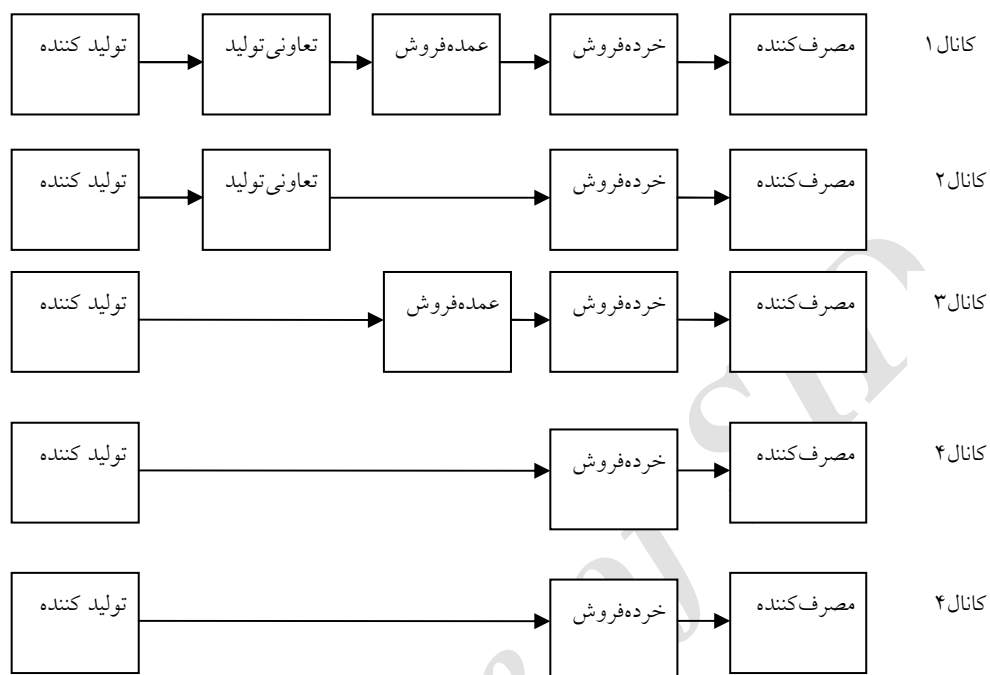 کانال۱ مصرف‌کننده خرده‌فروش عمده‌فروش تعاونی‌تولید تولید کننده
کانال۲ مصرف‌کننده خرده‌فروش تعاونی‌تولید تولید کننده
کانال۳ مصرف‌کننده خرده‌فروش عمده‌فروش تولید کننده
کانال۴ مصرف‌کننده خرده‌فروش تولید کننده
کانال۴ مصرف‌کننده خرده‌فروش تولید کننده